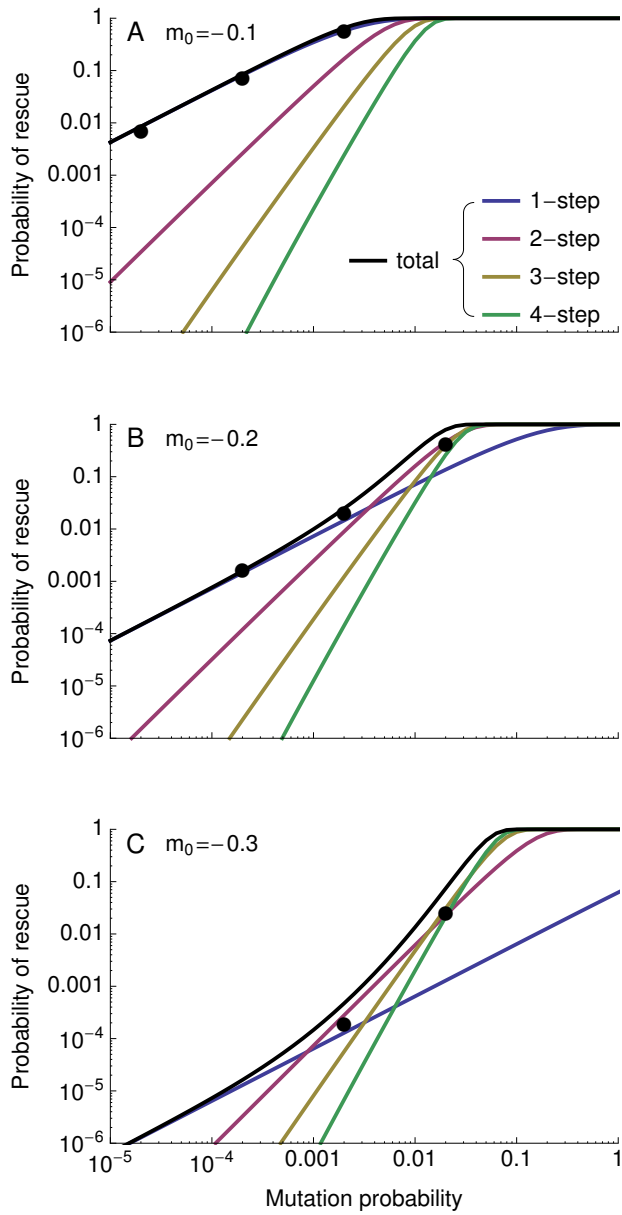 A m₀=−0.1
Probability of rescue
1
0.1
0.01
0.001
10⁻⁴
10⁻⁵
10⁻⁶
total
1−step
2−step
3−step
4−step
B m₀=−0.2
Probability of rescue
1
0.1
0.01
0.001
10⁻⁴
10⁻⁵
10⁻⁶
C m₀=−0.3
Probability of rescue
1
0.1
0.01
0.001
10⁻⁴
10⁻⁵
10⁻⁶
10⁻⁵ 10⁻⁴ 0.001 0.01 0.1 1
Mutation probability